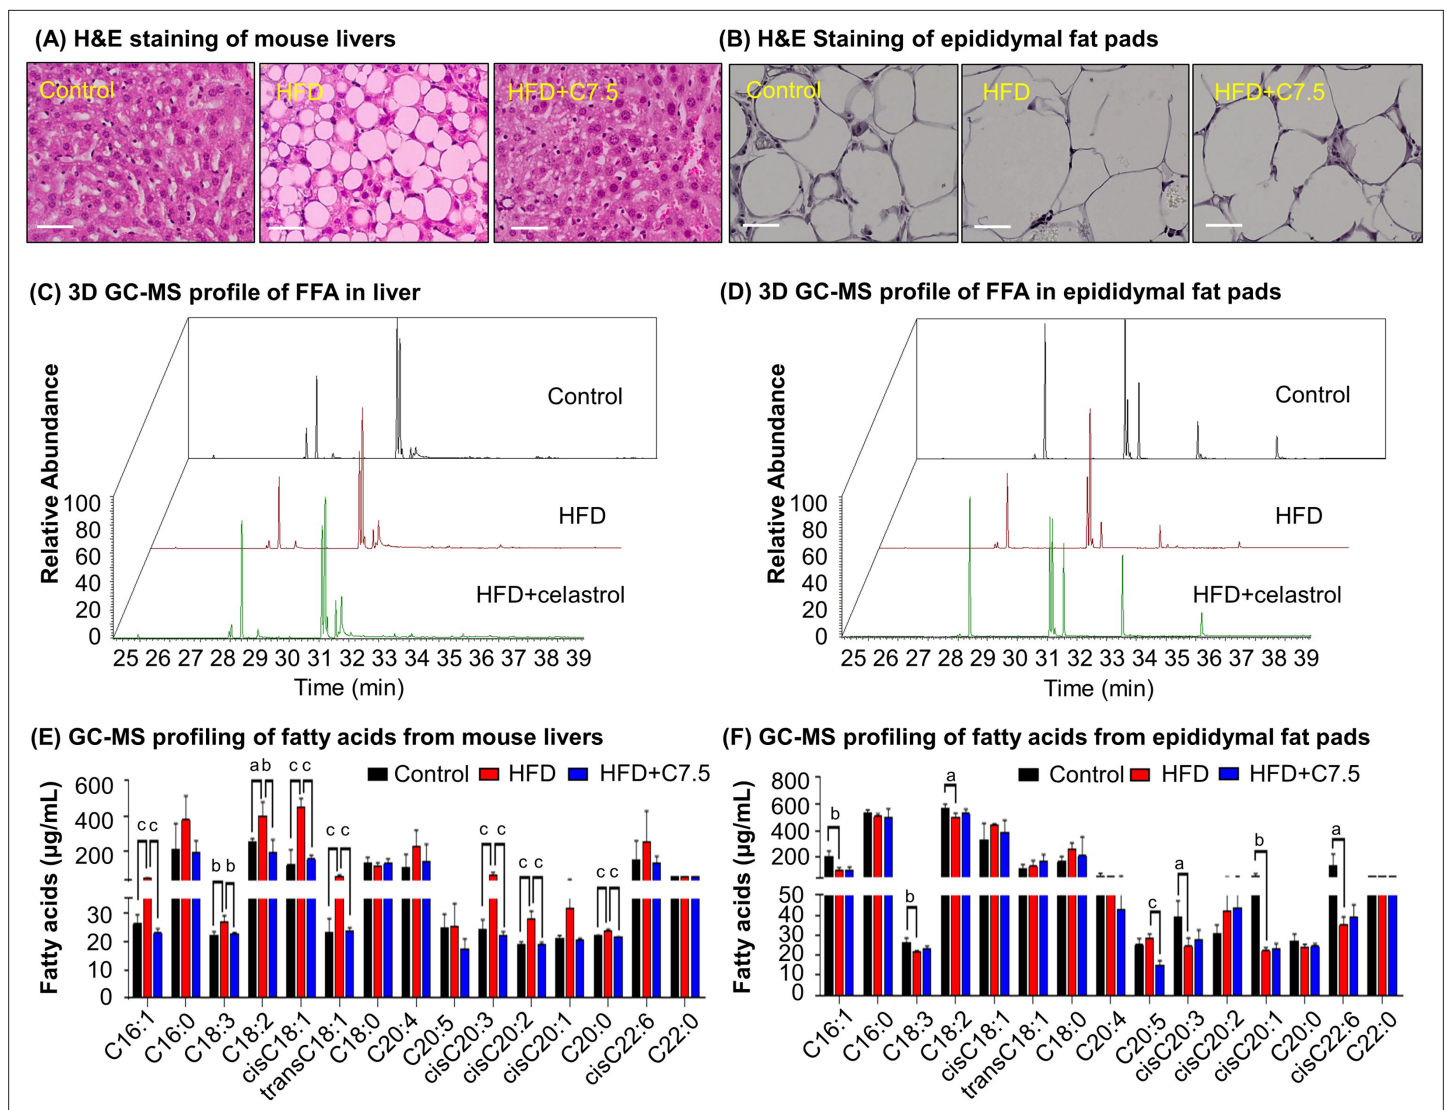 (A) H&E staining of mouse livers
(B) H&E Staining of epididymal fat pads
Control
HFD
HFD+C7.5
Control
HFD
HFD+C7.5
(C) 3D GC-MS profile of FFA in liver
Relative Abundance
Control
HFD
HFD+celastrol
100
80
60
40
20
0
25 26 27 28 29 30 31 32 34 35 36 37 38 39
Time (min)
(D) 3D GC-MS profile of FFA in epididymal fat pads
Relative Abundance
Control
HFD
HFD+celastrol
100
80
60
40
20
0
25 26 27 28 29 30 31 32 34 35 36 37 38 39
Time (min)
(E) GC-MS profiling of fatty acids from mouse livers
Control HFD HFD+C7.5
Fatty acids (µg/mL)
600
400
200
30
20
10
0
c c
b b
a b
c c
c c
c c
c c
c c
C16:1
C16:0
C18:3
C18:2
cisC18:1
transC18:1
C18:0
C20:4
C20:5
cisC20:3
cisC20:2
cisC20:1
C20:0
cisC22:6
C22:0
(F) GC-MS profiling of fatty acids from epididymal fat pads
Control HFD HFD+C7.5
Fatty acids (µg/mL)
800
600
400
200
50
40
30
20
10
0
b
b
a
c
a
b
a
C16:1
C16:0
C18:3
C18:2
cisC18:1
transC18:1
C18:0
C20:4
C20:5
cisC20:3
cisC20:2
cisC20:1
C20:0
cisC22:6
C22:0